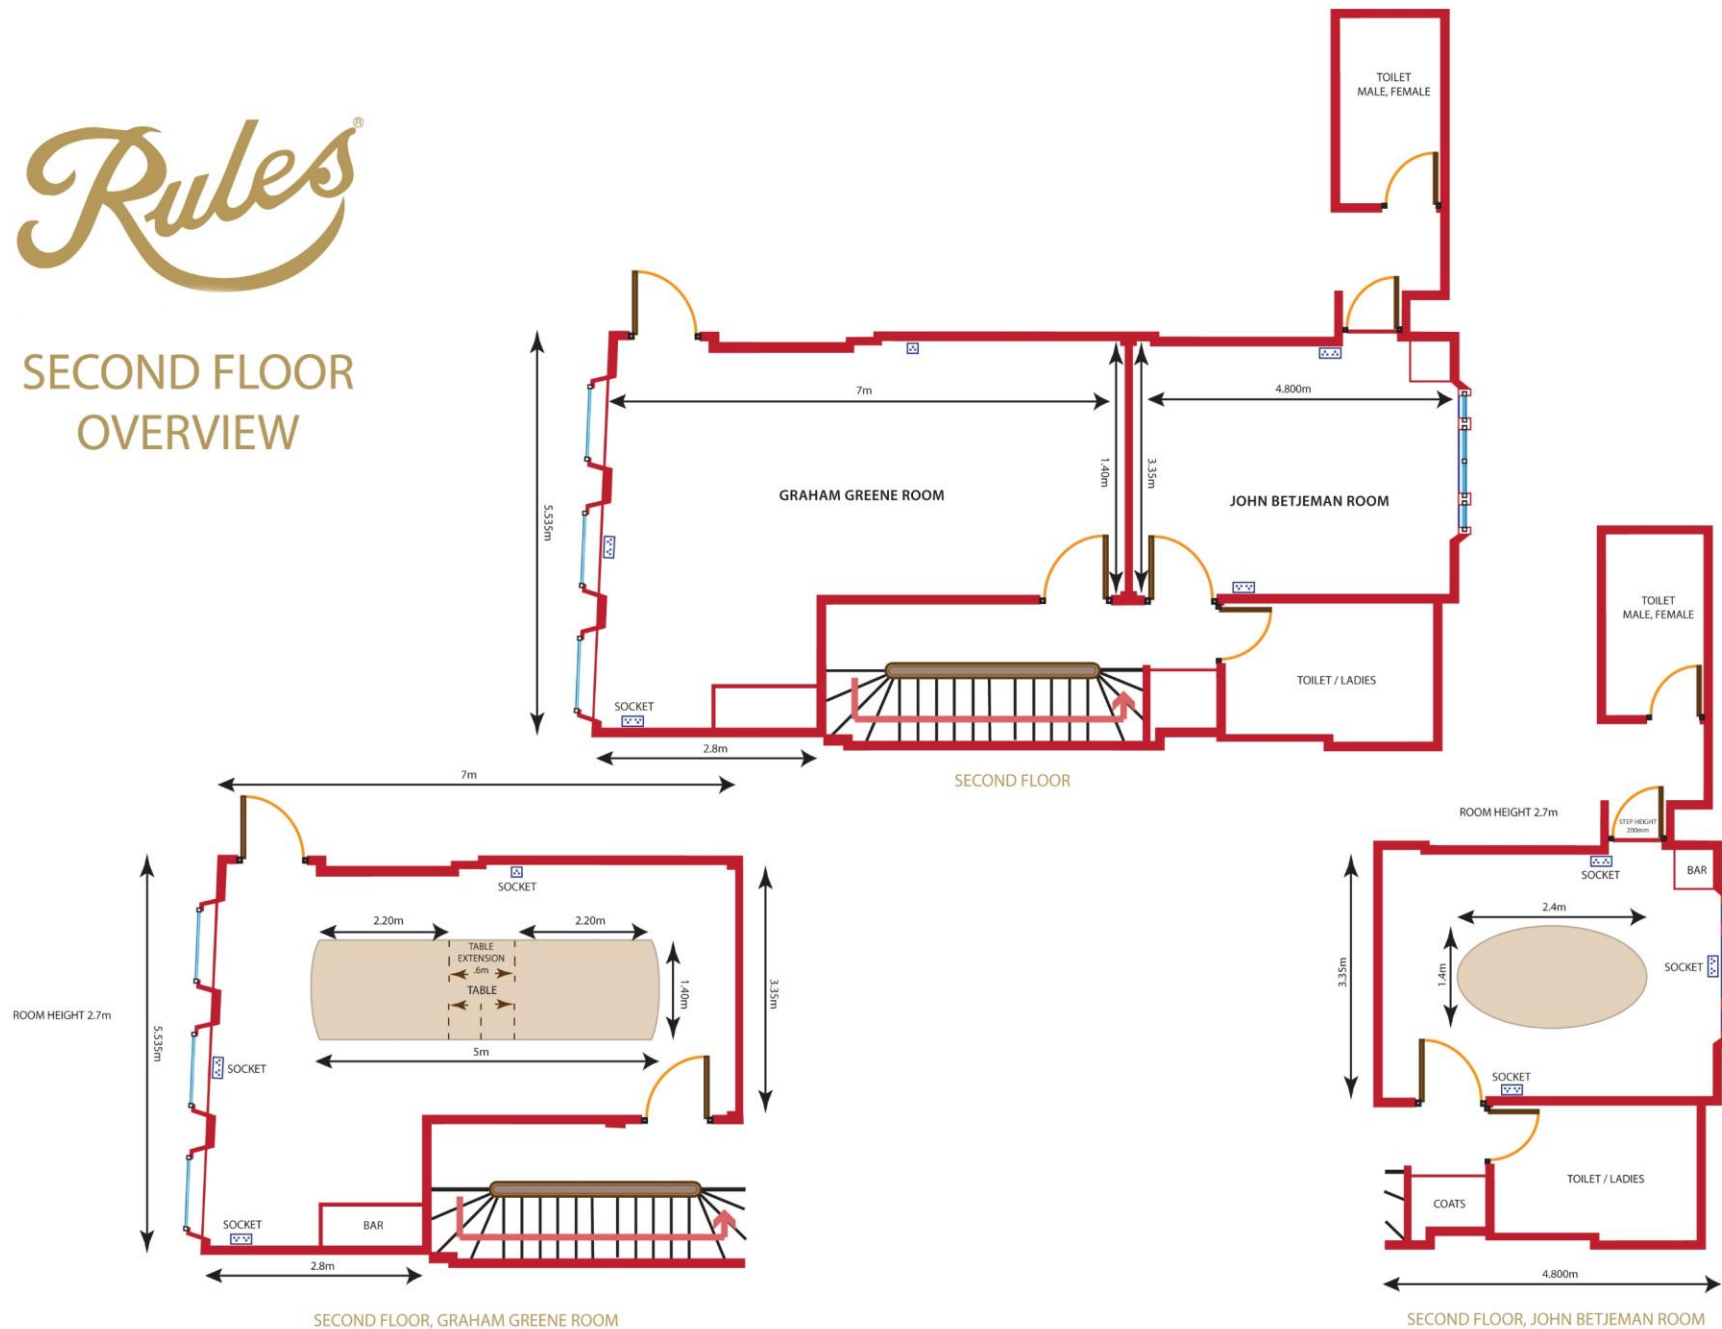 Rules®
SECOND FLOOR
OVERVIEW
TOILET
MALE, FEMALE
7m
4.800m
5.535m
1.40m
3.35m
GRAHAM GREENE ROOM
JOHN BETJEMAN ROOM
SOCKET
TOILET / LADIES
2.8m
SECOND FLOOR
7m
SOCKET
2.20m
2.20m
TABLE
EXTENSION
.6m
TABLE
1.40m
3.35m
5m
ROOM HEIGHT 2.7m
5.535m
SOCKET
SOCKET
BAR
2.8m
SECOND FLOOR, GRAHAM GREENE ROOM
TOILET
MALE, FEMALE
ROOM HEIGHT 2.7m
STEP HEIGHT
200mm
SOCKET
BAR
2.4m
3.35m
1.4m
SOCKET
SOCKET
TOILET / LADIES
COATS
4.800m
SECOND FLOOR, JOHN BETJEMAN ROOM